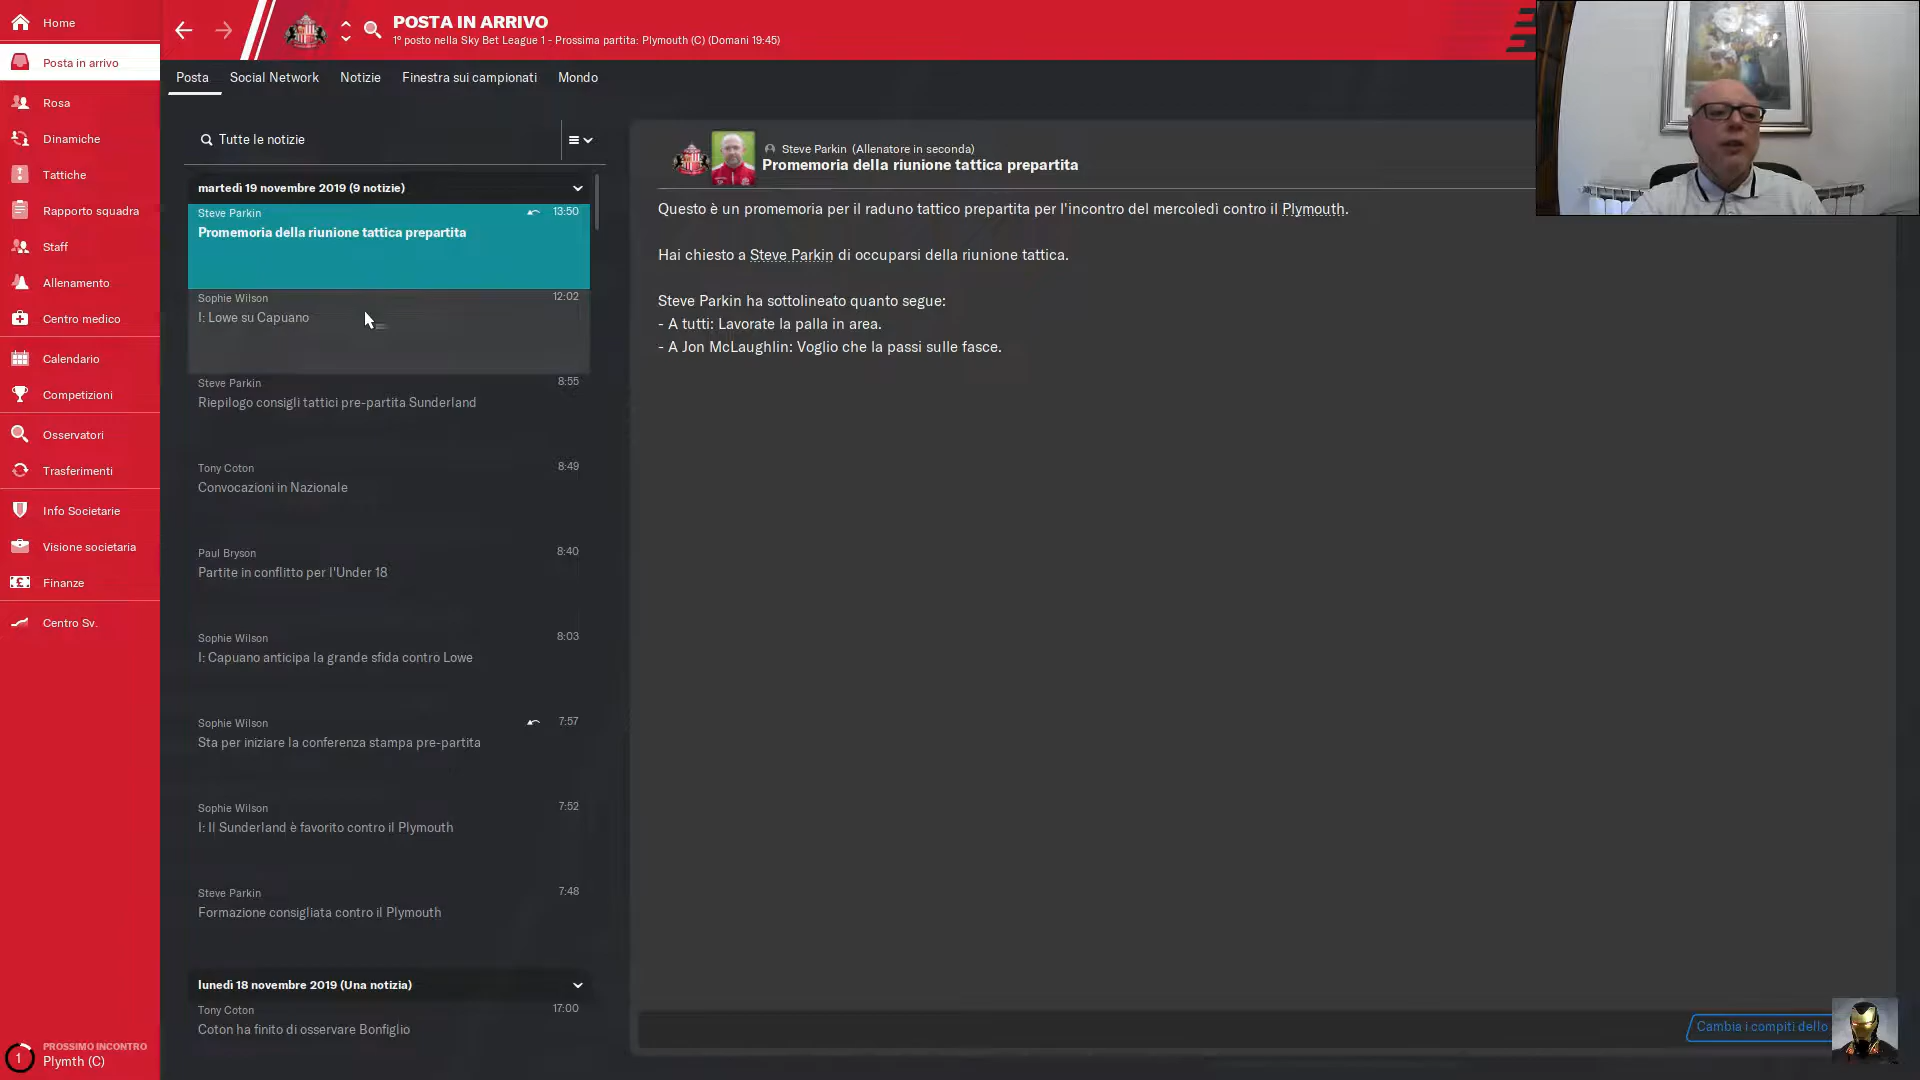 Home
Posta in arrivo
Rosa
Dinamiche
Tattiche
Rapporto squadra
Staff
Allenamento
Centro medico
Calendario
Competizioni
Osservatori
Trasferimenti
Info Societarie
Visione societaria
Finanze
Centro Sv.
1
PROSSIMO INCONTRO
Plymth (C)
POSTA IN ARRIVO
1° posto nella Sky Bet League 1 - Prossima partita: Plymouth (C) (Domani 19:45)
Posta Social Network Notizie Finestra sui campionati Mondo
Tutte le notizie
martedì 19 novembre 2019 (9 notizie)
Steve Parkin 13:50
Promemoria della riunione tattica prepartita
Sophie Wilson 12:02
I: Lowe su Capuano
Steve Parkin 8:55
Riepilogo consigli tattici pre-partita Sunderland
Tony Coton 8:49
Convocazioni in Nazionale
Paul Bryson 8:40
Partite in conflitto per l'Under 18
Sophie Wilson 8:03
I: Capuano anticipa la grande sfida contro Lowe
Sophie Wilson 7:57
Sta per iniziare la conferenza stampa pre-partita
Sophie Wilson 7:52
I: Il Sunderland è favorito contro il Plymouth
Steve Parkin 7:48
Formazione consigliata contro il Plymouth
lunedì 18 novembre 2019 (Una notizia)
Tony Coton 17:00
Coton ha finito di osservare Bonfiglio
Steve Parkin (Allenatore in seconda)
Promemoria della riunione tattica prepartita
Questo è un promemoria per il raduno tattico prepartita per l'incontro del mercoledì contro il Plymouth.
Hai chiesto a Steve Parkin di occuparsi della riunione tattica.
Steve Parkin ha sottolineato quanto segue:
- A tutti: Lavorate la palla in area.
- A Jon McLaughlin: Voglio che la passi sulle fasce.
Cambia i compiti dello